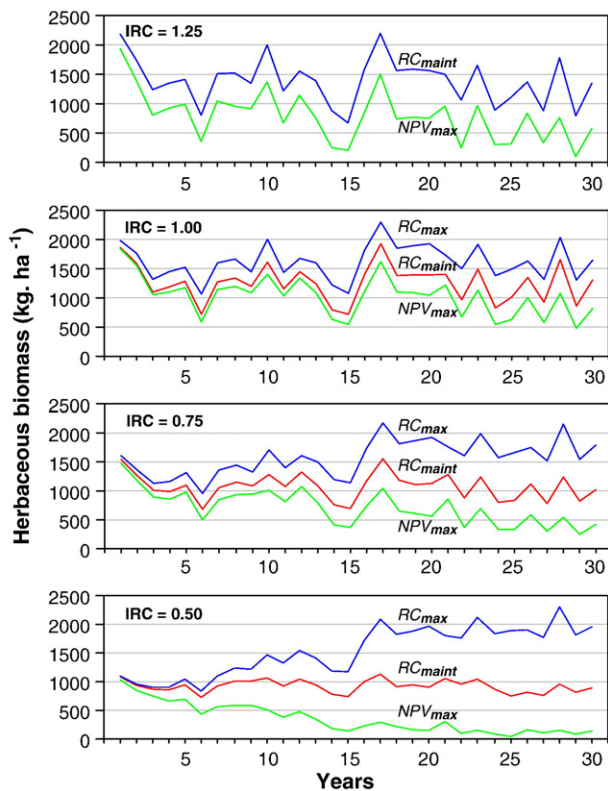 2500
IRC = 1.25
2000
RCmaint
1500
1000
NPVmax
500
0
5 10 15 20 25 30
2500
IRC = 1.00
RCmax
2000
RCmaint
1500
1000
NPVmax
500
0
5 10 15 20 25 30
2500
IRC = 0.75
RCmax
2000
1500
RCmaint
1000
500
NPVmax
0
5 10 15 20 25 30
2500
IRC = 0.50
RCmax
2000
1500
RCmaint
1000
NPVmax
500
0
5 10 15 20 25 30
Years
Herbaceous biomass (kg. ha⁻¹)